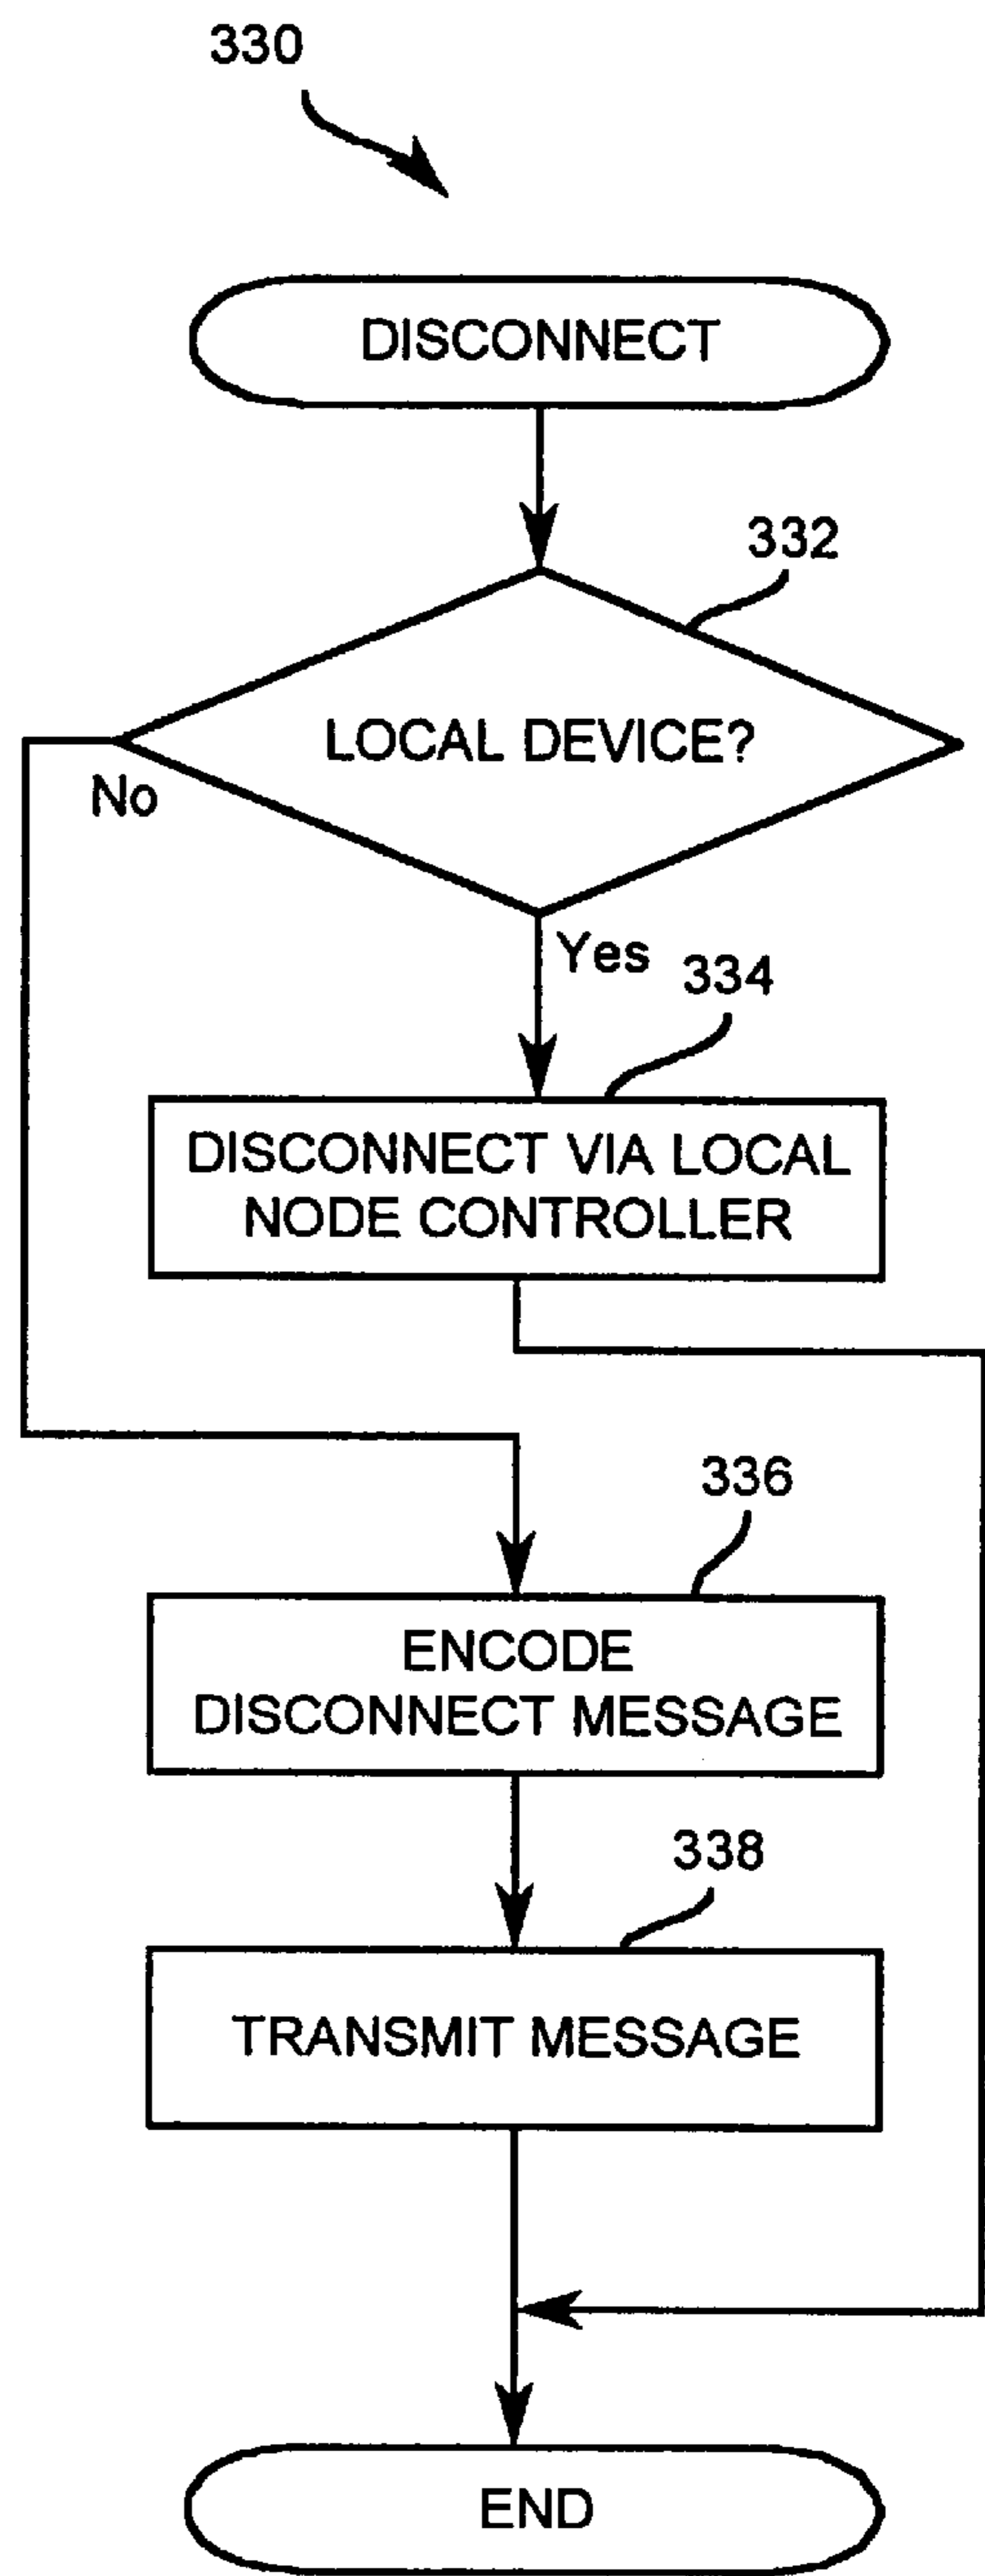 330
DISCONNECT
332
LOCAL DEVICE?
No
Yes
334
DISCONNECT VIA LOCAL
NODE CONTROLLER
336
ENCODE
DISCONNECT MESSAGE
338
TRANSMIT MESSAGE
END